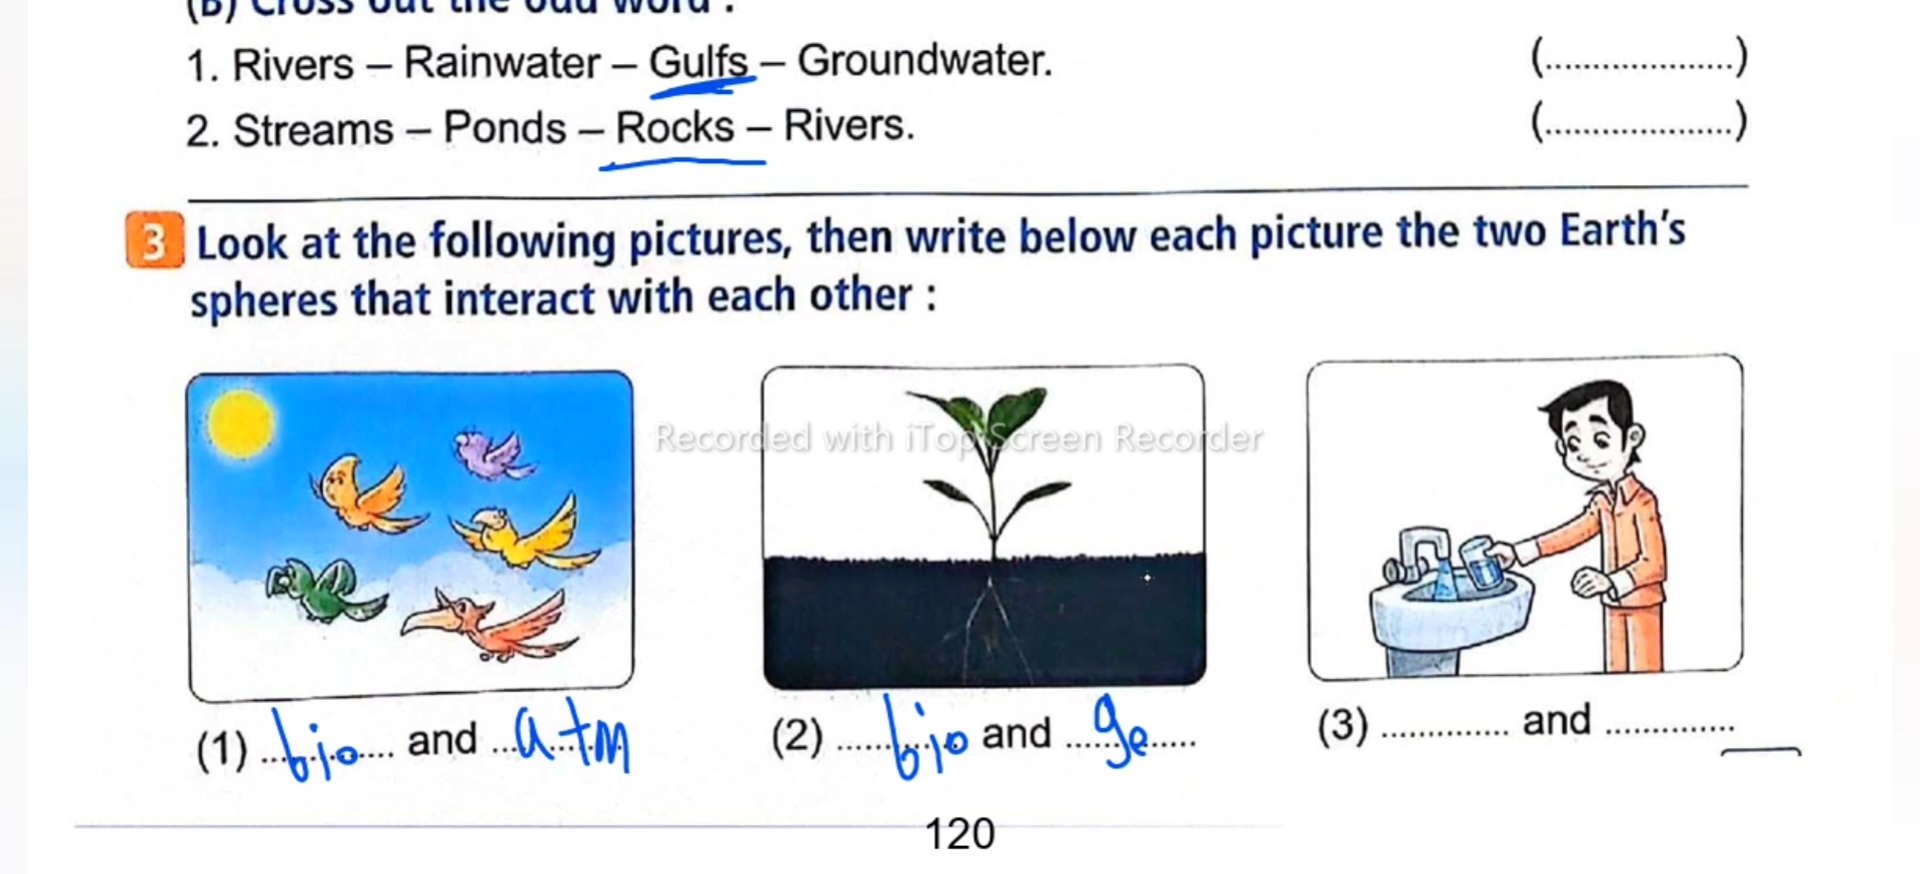 (B) Cross out the odd word :
1. Rivers – Rainwater – Gulfs – Groundwater. (....................)
2. Streams – Ponds – Rocks – Rivers. (....................)
3 Look at the following pictures, then write below each picture the two Earth's
spheres that interact with each other :
Recorded with iTop Screen Recorder
(1) bio and atm (2) bio and ge (3) ............. and .............
120